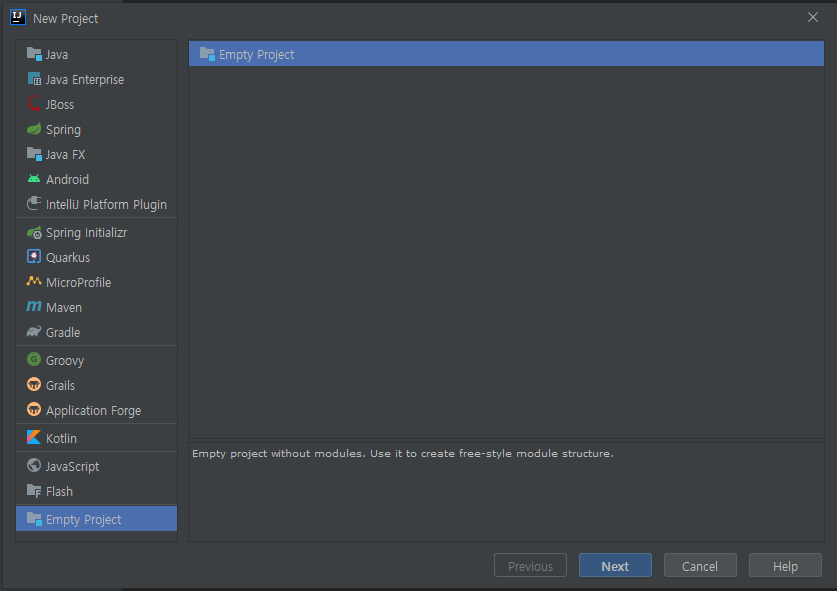 New Project
Java
Java Enterprise
JBoss
Spring
Java FX
Android
IntelliJ Platform Plugin
Spring Initializr
Quarkus
MicroProfile
Maven
Gradle
Groovy
Grails
Application Forge
Kotlin
JavaScript
Flash
Empty Project
Empty Project
Empty project without modules. Use it to create free-style module structure.
Previous
Next
Cancel
Help